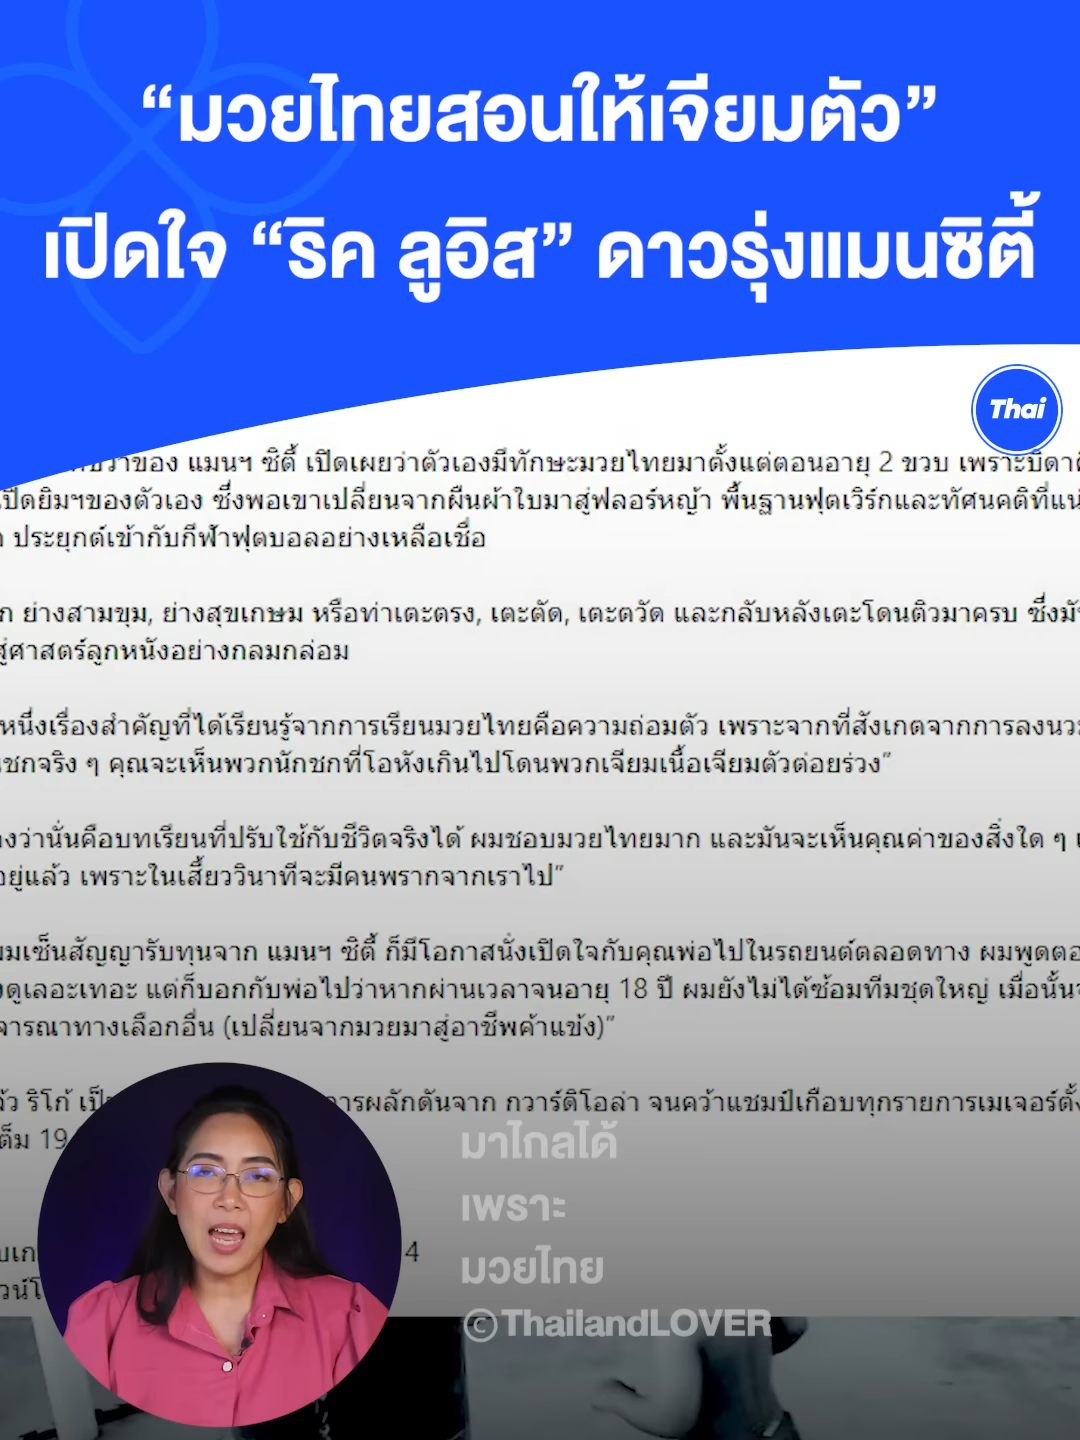 “มวยไทยสอนให้เจียมตัว”
เปิดใจ “ริค ลูอิส” ดาวรุ่งแมนซิตี้
Thai
ของ แมนฯ ซิตี้ เปิดเผยว่าตัวเองมีทักษะมวยไทยมาตั้งแต่ตอนอายุ 2 ขวบ เพราะบิดา
เปิดยิมฯของตัวเอง ซึ่งพอเขาเปลี่ยนจากผืนผ้าใบมาสู่ฟลอร์หญ้า พื้นฐานฟุตเวิร์กและทัศนคติที่
ประยุกต์เข้ากับกีฬาฟุตบอลอย่างเหลือเชื่อ
ย่างสามขุม, ย่างสุขเกษม หรือท่าเตะตรง, เตะตัด, เตะตวัด และกลับหลังเตะโดนติวมาครบ ซึ่ง
สู่ศาสตร์ลูกหนังอย่างกลมกล่อม
หนึ่งเรื่องสำคัญที่ได้เรียนรู้จากการเรียนมวยไทยคือความถ่อมตัว เพราะจากที่สังเกตจากการลง
ชกจริง ๆ คุณจะเห็นพวกนักชกที่โอหังเกินไปโดนพวกเจียมเนื้อเจียมตัวต่อยร่วง”
ว่านั่นคือบทเรียนที่ปรับใช้กับชีวิตจริงได้ ผมชอบมวยไทยมาก และมันจะเห็นคุณค่าของสิ่งใด ๆ
อยู่แล้ว เพราะในเสี้ยววินาทีจะมีคนพรากจากเราไป”
ผมเซ็นสัญญารับทุนจาก แมนฯ ซิตี้ ก็มีโอกาสนั่งเปิดใจกับคุณพ่อไปในรถยนต์ตลอดทาง ผมพูด
ดูเลอะเทอะ แต่ก็บอกกับพ่อไปว่าหากผ่านเวลาจนอายุ 18 ปี ผมยังไม่ได้ซ้อมทีมชุดใหญ่ เมื่อนั้น
จารณาทางเลือกอื่น (เปลี่ยนจากมวยมาสู่อาชีพค้าแข้ง)”
ริโก้ การผลักดันจาก กวาร์ดิโอล่า จนคว้าแชมป์เกือบทุกรายการเมเจอร์
เต็ม 19
4
มาไกลได้
เพราะ
มวยไทย
©ThailandLOVER